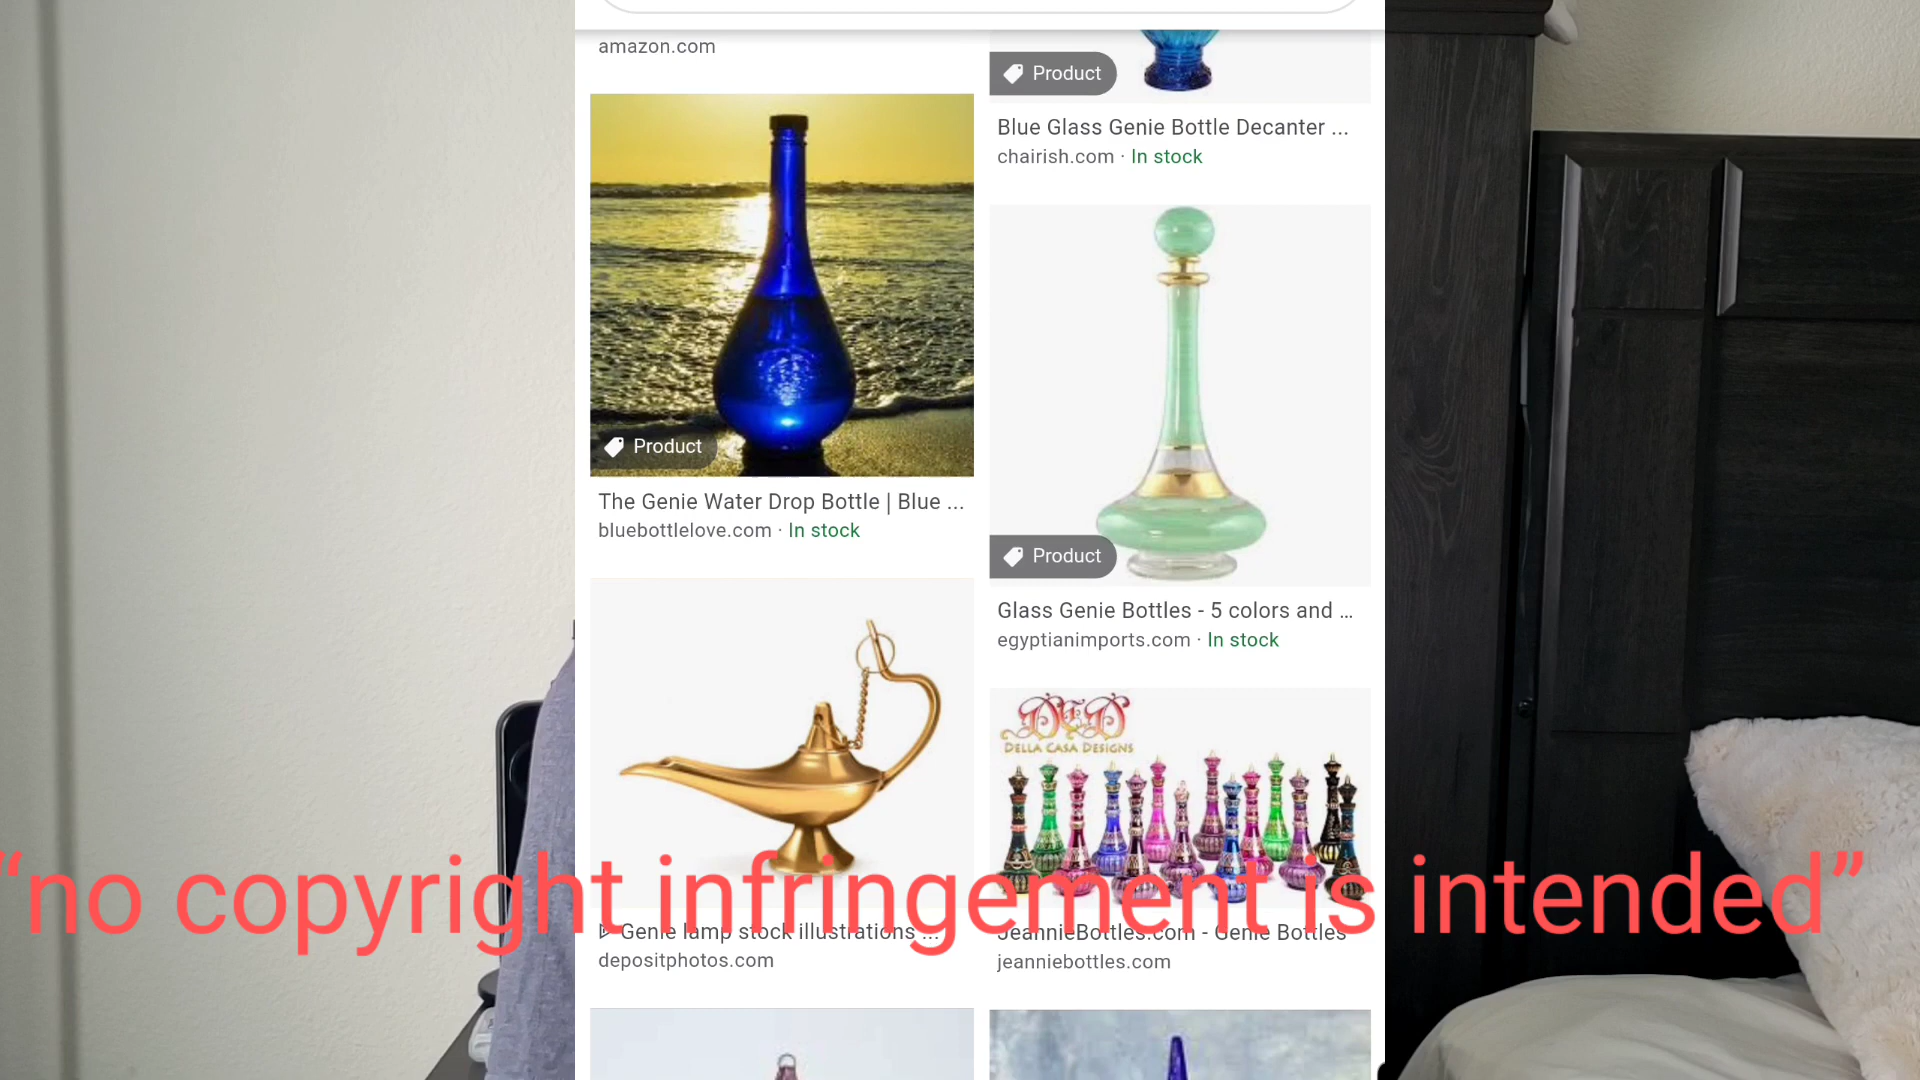 amazon.com
Product
The Genie Water Drop Bottle | Blue ...
bluebottlelove.com · In stock
Genie lamp stock illustrations ...
depositphotos.com
Product
Blue Glass Genie Bottle Decanter ...
chairish.com · In stock
Product
Glass Genie Bottles - 5 colors and ...
egyptianimports.com · In stock
D&D
DELLA CASA DESIGNS
JeannieBottles.com - Genie Bottles
jeanniebottles.com
“no copyright infringement is intended”